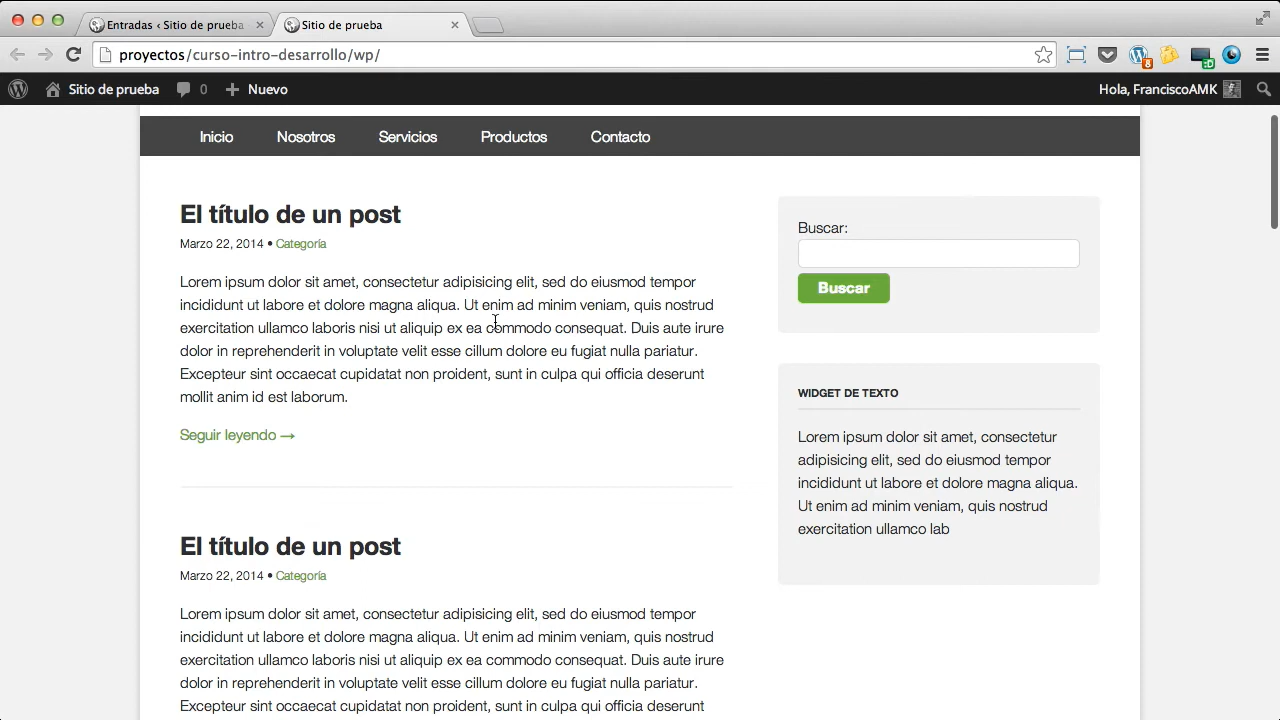 Entradas ‹ Sitio de prueba
Sitio de prueba
proyectos/curso-intro-desarrollo/wp/
8
:D
Sitio de prueba
0
Nuevo
Hola, FranciscoAMK
Inicio
Nosotros
Servicios
Productos
Contacto
El título de un post
Marzo 22, 2014 • Categoría
Lorem ipsum dolor sit amet, consectetur adipisicing elit, sed do eiusmod tempor
incididunt ut labore et dolore magna aliqua. Ut enim ad minim veniam, quis nostrud
exercitation ullamco laboris nisi ut aliquip ex ea commodo consequat. Duis aute irure
dolor in reprehenderit in voluptate velit esse cillum dolore eu fugiat nulla pariatur.
Excepteur sint occaecat cupidatat non proident, sunt in culpa qui officia deserunt
mollit anim id est laborum.
Seguir leyendo →
El título de un post
Marzo 22, 2014 • Categoría
Lorem ipsum dolor sit amet, consectetur adipisicing elit, sed do eiusmod tempor
incididunt ut labore et dolore magna aliqua. Ut enim ad minim veniam, quis nostrud
exercitation ullamco laboris nisi ut aliquip ex ea commodo consequat. Duis aute irure
dolor in reprehenderit in voluptate velit esse cillum dolore eu fugiat nulla pariatur.
Excepteur sint occaecat cupidatat non proident, sunt in culpa qui officia deserunt
Buscar:
Buscar
WIDGET DE TEXTO
Lorem ipsum dolor sit amet, consectetur
adipisicing elit, sed do eiusmod tempor
incididunt ut labore et dolore magna aliqua.
Ut enim ad minim veniam, quis nostrud
exercitation ullamco lab